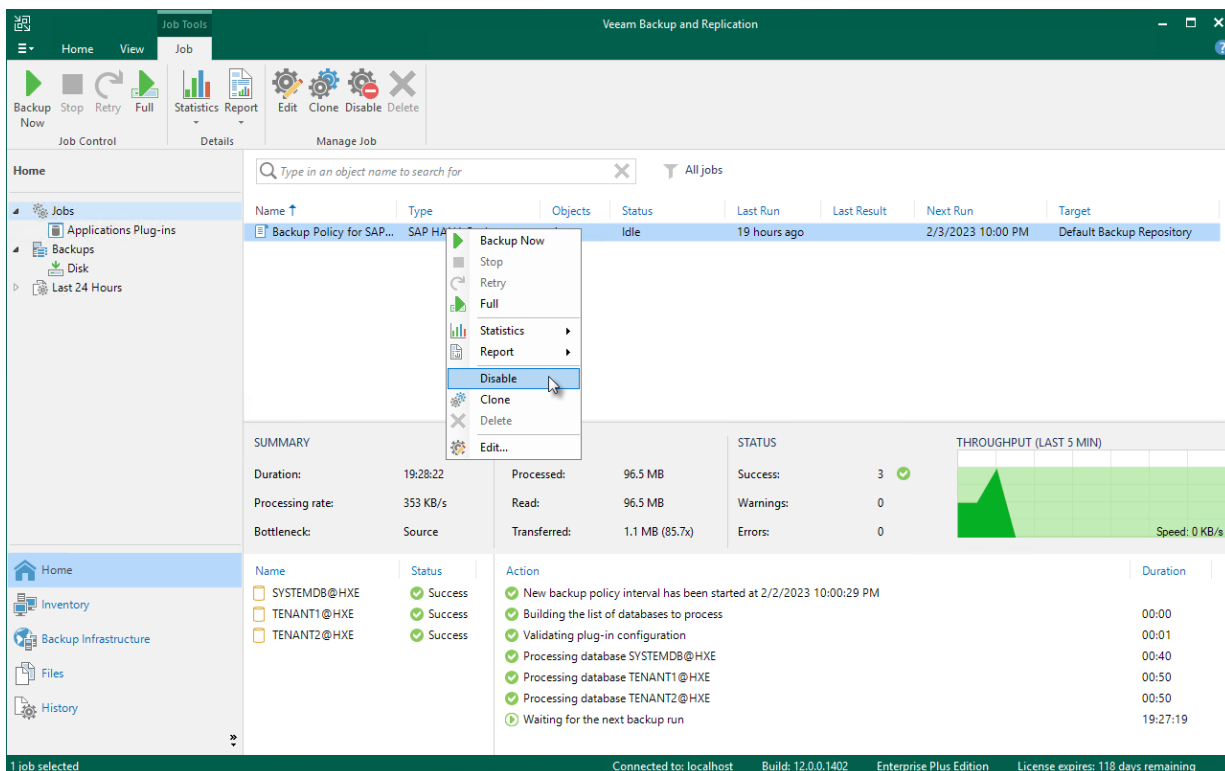 Job Tools
Veeam Backup and Replication
Home View Job
Backup Now Stop Retry Full Statistics Report Edit Clone Disable Delete
Job Control Details Manage Job
Home
Type in an object name to search for
All jobs
Jobs
Applications Plug-ins
Backups
Disk
Last 24 Hours
Name Type Objects Status Last Run Last Result Next Run Target
Backup Policy for SAP... SAP HA Idle 19 hours ago 2/3/2023 10:00 PM Default Backup Repository
Backup Now
Stop
Retry
Full
Statistics
Report
Disable
Clone
Delete
Edit...
SUMMARY STATUS THROUGHPUT (LAST 5 MIN)
Duration: 19:28:22 Processed: 96.5 MB Success: 3
Processing rate: 353 KB/s Read: 96.5 MB Warnings: 0
Bottleneck: Source Transferred: 1.1 MB (85.7x) Errors: 0
Speed: 0 KB/s
Home
Inventory
Backup Infrastructure
Files
History
Name Status
SYSTEMDB@HXE Success
TENANT1@HXE Success
TENANT2@HXE Success
Action Duration
New backup policy interval has been started at 2/2/2023 10:00:29 PM
Building the list of databases to process 00:00
Validating plug-in configuration 00:01
Processing database SYSTEMDB@HXE 00:40
Processing database TENANT1@HXE 00:50
Processing database TENANT2@HXE 00:50
Waiting for the next backup run 19:27:19
1 job selected
Connected to: localhost Build: 12.0.0.1402 Enterprise Plus Edition License expires: 118 days remaining